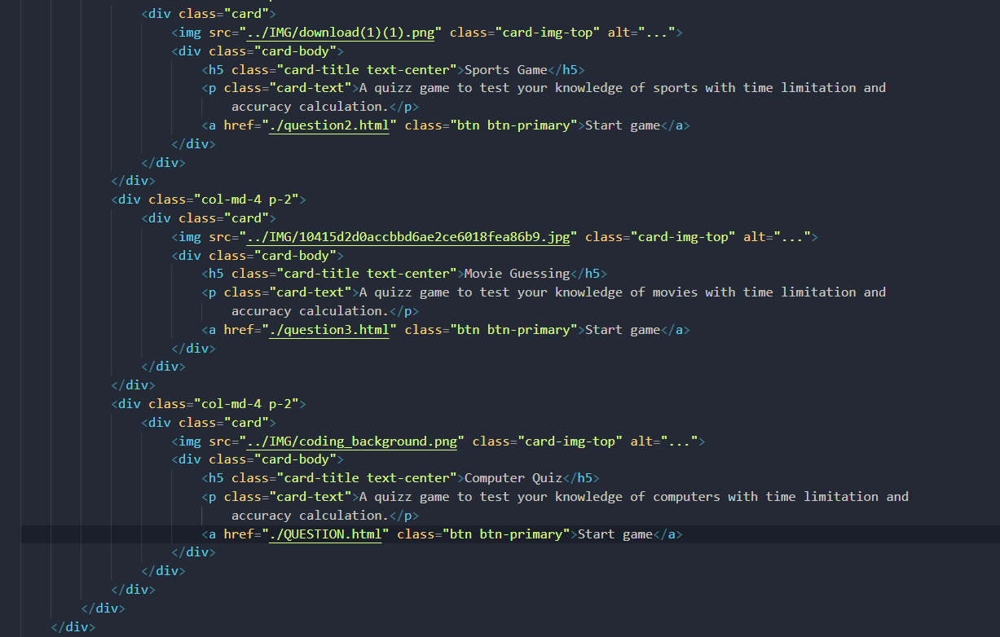 <div class="card">
<img src="../IMG/download(1)(1).png" class="card-img-top" alt="...">
<div class="card-body">
<h5 class="card-title text-center">Sports Game</h5>
<p class="card-text">A quizz game to test your knowledge of sports with time limitation and
accuracy calculation.</p>
<a href="./question2.html" class="btn btn-primary">Start game</a>
</div>
</div>
</div>
<div class="col-md-4 p-2">
<div class="card">
<img src="../IMG/10415d2d0accbbd6ae2ce6018fea86b9.jpg" class="card-img-top" alt="...">
<div class="card-body">
<h5 class="card-title text-center">Movie Guessing</h5>
<p class="card-text">A quizz game to test your knowledge of movies with time limitation and
accuracy calculation.</p>
<a href="./question3.html" class="btn btn-primary">Start game</a>
</div>
</div>
</div>
<div class="col-md-4 p-2">
<div class="card">
<img src="../IMG/coding_background.png" class="card-img-top" alt="...">
<div class="card-body">
<h5 class="card-title text-center">Computer Quiz</h5>
<p class="card-text">A quizz game to test your knowledge of computers with time limitation and
accuracy calculation.</p>
<a href="./QUESTION.html" class="btn btn-primary">Start game</a>
</div>
</div>
</div>
</div>
</div>